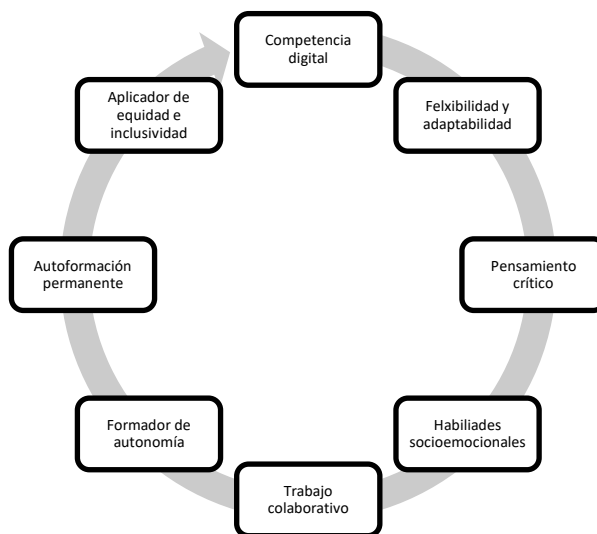 Competencia
digital
Felxibilidad y
adaptabilidad
Pensamiento
crítico
Habiliades
socioemocionales
Trabajo
colaborativo
Formador de
autonomía
Autoformación
permanente
Aplicador de
equidad e
inclusividad